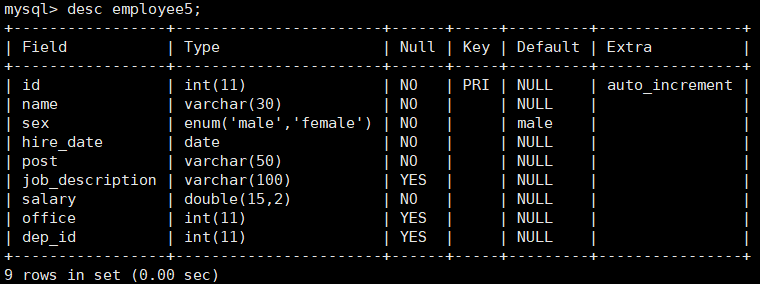 mysql> desc employee5;
+-----------------+-----------------------+------+-----+---------+----------------+
| Field           | Type                  | Null | Key | Default | Extra          |
+-----------------+-----------------------+------+-----+---------+----------------+
| id              | int(11)               | NO   | PRI | NULL    | auto_increment |
| name            | varchar(30)           | NO   |     | NULL    |                |
| sex             | enum('male','female') | NO   |     | male    |                |
| hire_date       | date                  | NO   |     | NULL    |                |
| post            | varchar(50)           | NO   |     | NULL    |                |
| job_description | varchar(100)          | YES  |     | NULL    |                |
| salary          | double(15,2)          | NO   |     | NULL    |                |
| office          | int(11)               | YES  |     | NULL    |                |
| dep_id          | int(11)               | YES  |     | NULL    |                |
+-----------------+-----------------------+------+-----+---------+----------------+
9 rows in set (0.00 sec)